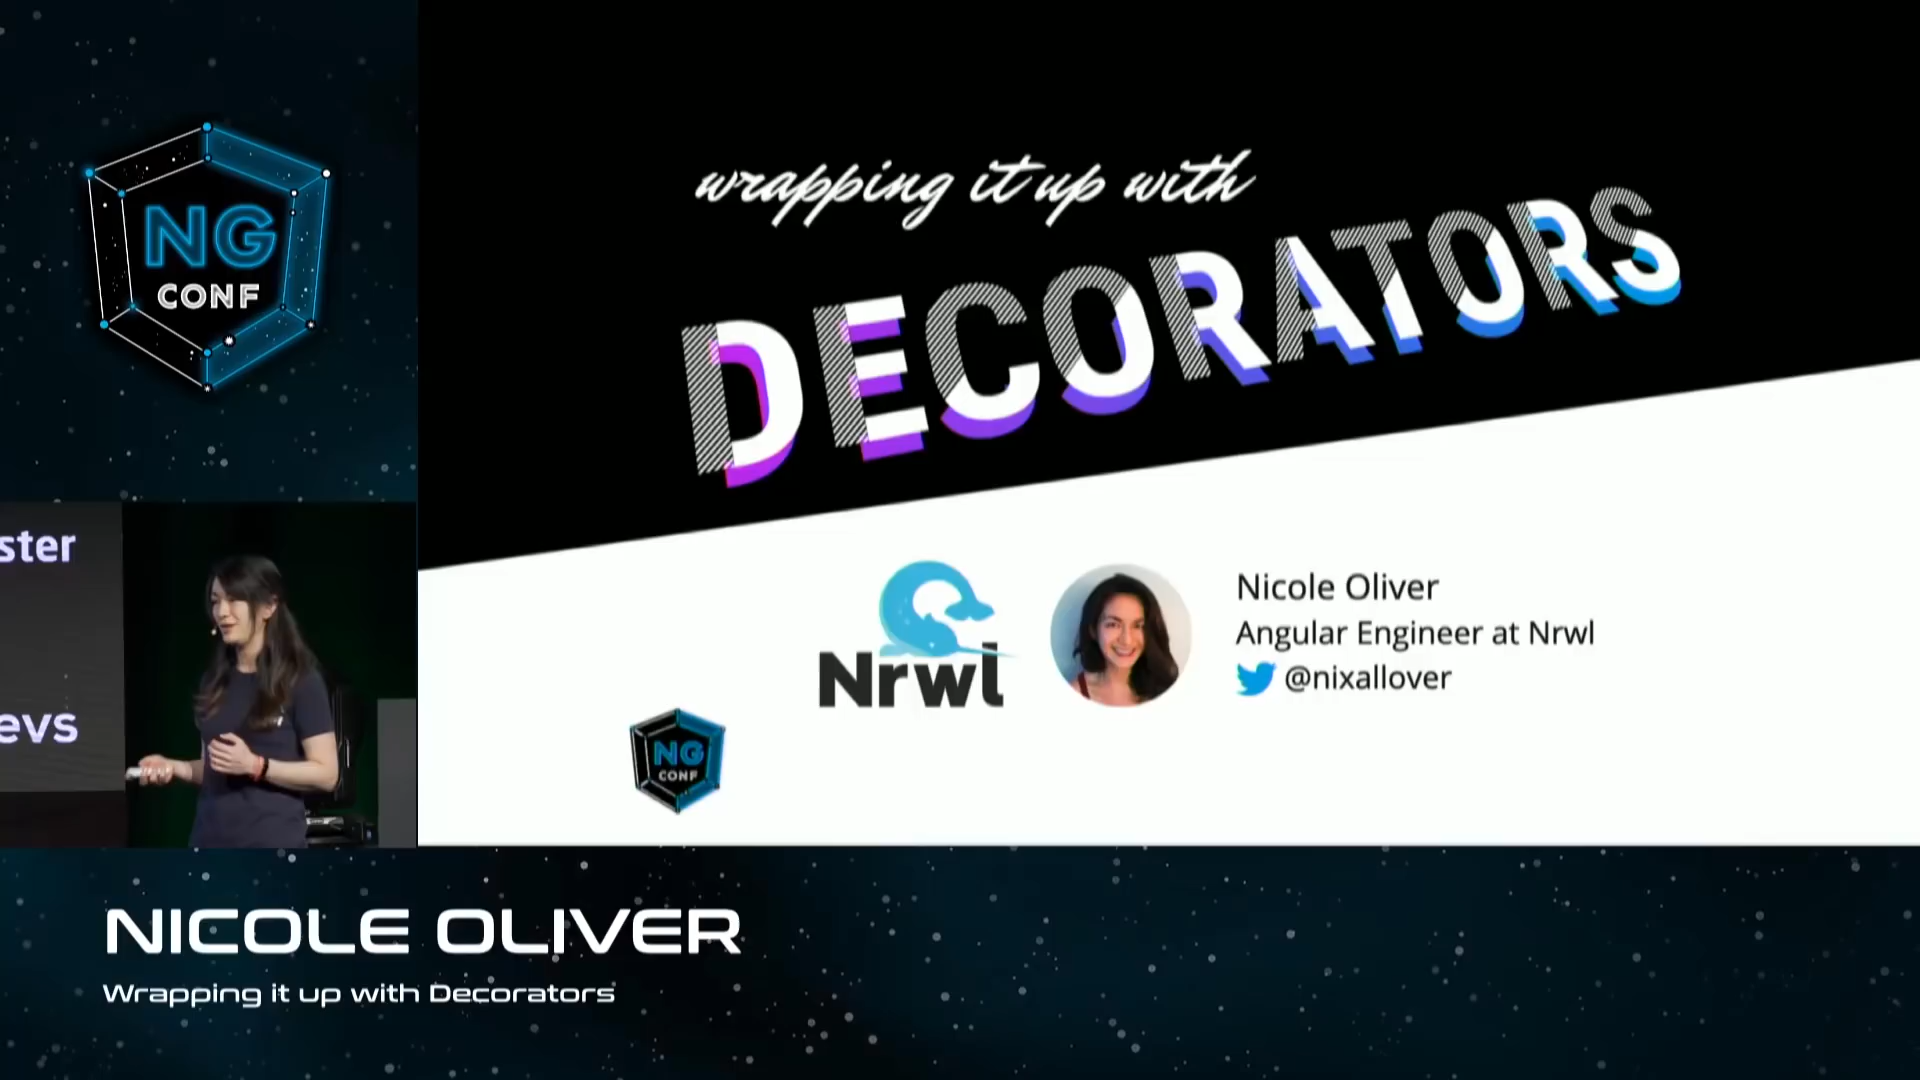 NG
CONF
wrapping it up with
DECORATORS
ster
evs
Nrwl
Nicole Oliver
Angular Engineer at Nrwl
@nixallover
NG
CONF
NICOLE OLIVER
Wrapping it up with Decorators